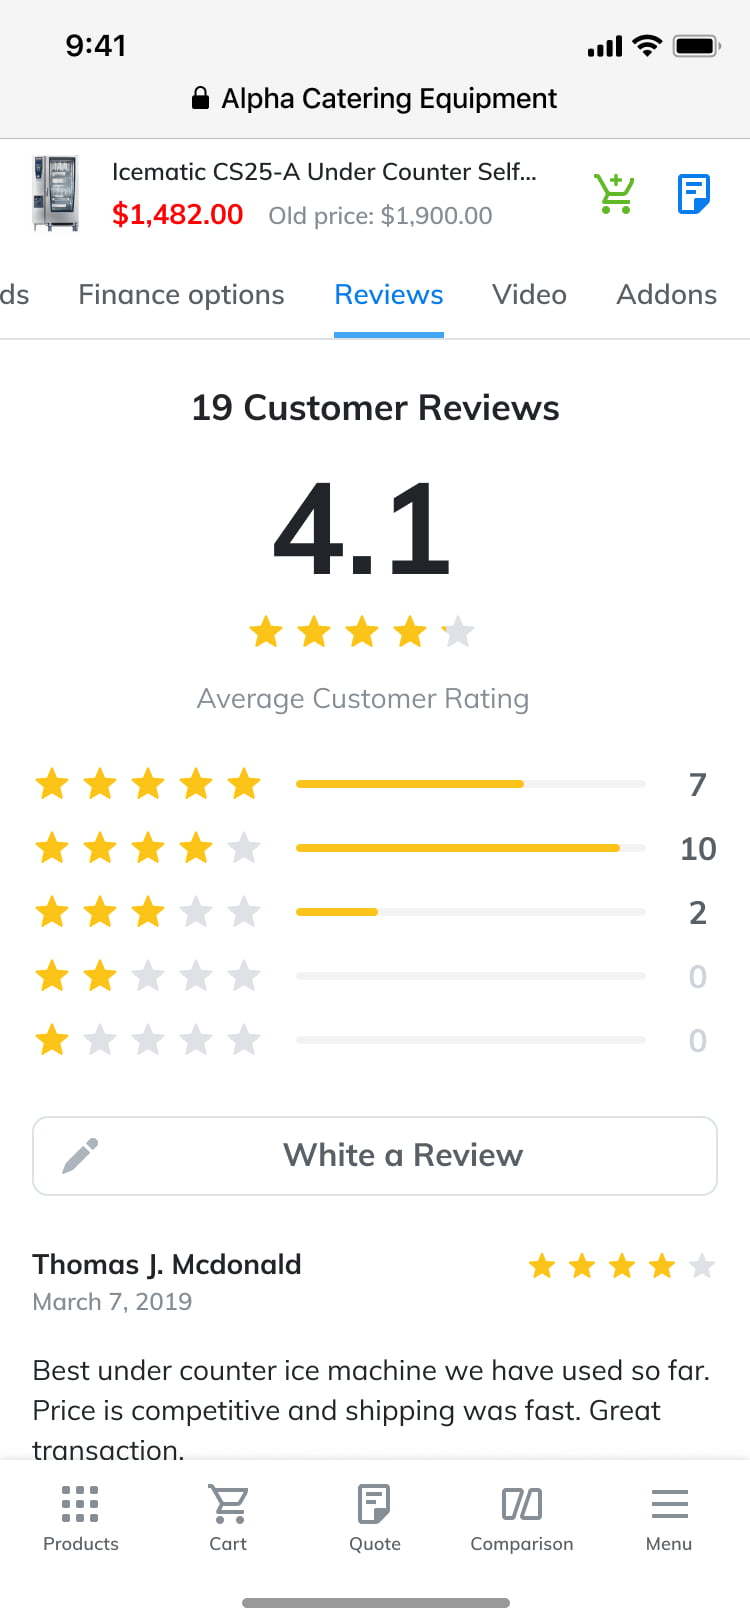 9:41
Alpha Catering Equipment
Icematic CS25-A Under Counter Self...
$1,482.00 Old price: $1,900.00
ds Finance options Reviews Video Addons
19 Customer Reviews
4.1
Average Customer Rating
7
10
2
0
0
White a Review
Thomas J. Mcdonald
March 7, 2019
Best under counter ice machine we have used so far.
Price is competitive and shipping was fast. Great
transaction.
Products Cart Quote Comparison Menu